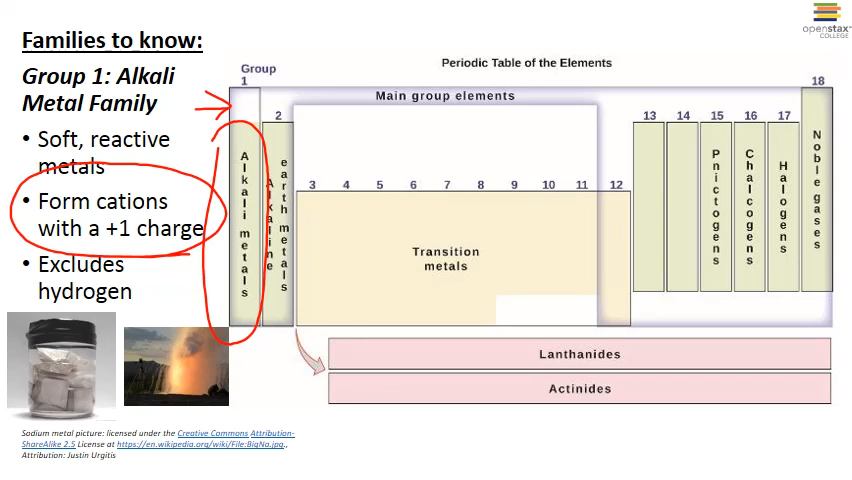 openstax™
COLLEGE
Families to know:
Group 1: Alkali
Metal Family
• Soft, reactive
metals
• Form cations
with a +1 charge
• Excludes
hydrogen
Sodium metal picture: licensed under the Creative Commons Attribution-
ShareAlike 2.5 License at https://en.wikipedia.org/wiki/File:BigNa.jpg.,
Attribution: Justin Urgitis
Periodic Table of the Elements
Group
1
18
Main group elements
2
13 14 15 16 17
3 4 5 6 7 8 9 10 11 12
Alkali metals
Alkaline
earth metals
Transition
metals
Pnictogens
Chalcogens
Halogens
Noble gases
Lanthanides
Actinides